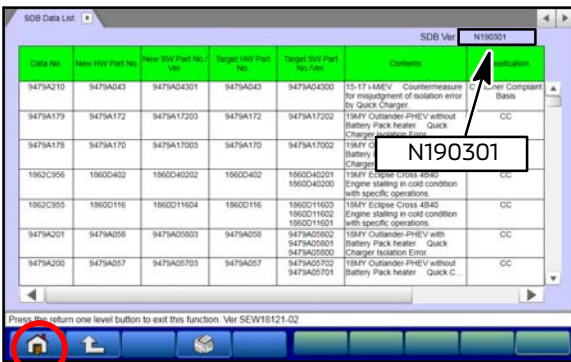 SDB Data List x
SDB Ver. N190301
Data No. New HW Part No. New SW Part No./Ver. Target HW Part No. Target SW Part No./Ver. Contents
9479A210 9479A043 9479A04301 9479A043 9479A04300 15-17 i-MiEV Countermeasure for misjudgment of isolation error by Quick Charger. Basis
9479A179 9479A172 9479A17203 9479A172 9479A17202 19MY Outlander-PHEV without Battery Pack heater Quick Charger Isolation Error CC
9479A178 9479A170 9479A17003 9479A170 9479A17002 19MY CC
N190301
1862C956 1860D402 1860D40202 1860D402 1860D40201 1860D40200 19MY Eclipse Cross 4B40 Engine stalling in cold condition with specific operations. CC
1862C955 1860D116 1860D11604 1860D116 1860D11603 1860D11602 1860D11601 18MY Eclipse Cross 4B40 Engine stalling in cold condition with specific operations. CC
9479A201 9479A058 9479A05803 9479A058 9479A05802 9479A05801 9479A05800 18MY Outlander-PHEV with Battery Pack heater Quick Charger Isolation Error. CC
9479A200 9479A057 9479A05703 9479A057 9479A05702 9479A05701 18MY Outlander-PHEV without Battery Pack heater Quick C... CC
Press the return one level button to exit this function. Ver SEW18121-02